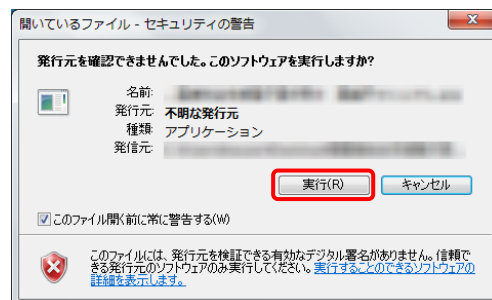 開いているファイル - セキュリティの警告
発行元を確認できませんでした。このソフトウェアを実行しますか?
名前:
発行元: 不明な発行元
種類: アプリケーション
発信元:
実行(R)
キャンセル
このファイル開く前に常に警告する(W)
このファイルには、発行元を検証できる有効なデジタル署名がありません。信頼で
きる発行元のソフトウェアのみ実行してください。実行することのできるソフトウェアの
詳細を表示します。